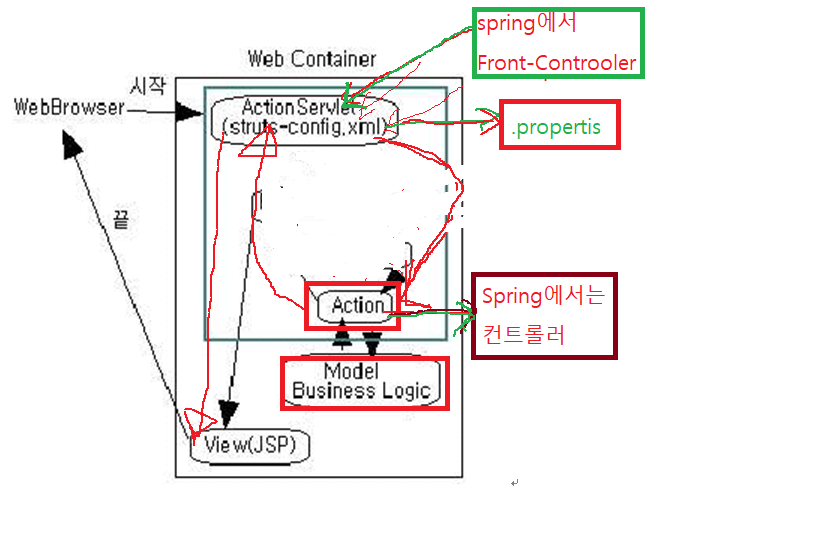 spring에서
Front-Controoler
Web Container
시작
WebBrowser
ActionServlet
(struts-config,xml)
.propertis
끝
Action
Spring에서는
컨트롤러
Model
Business Logic
View(JSP)